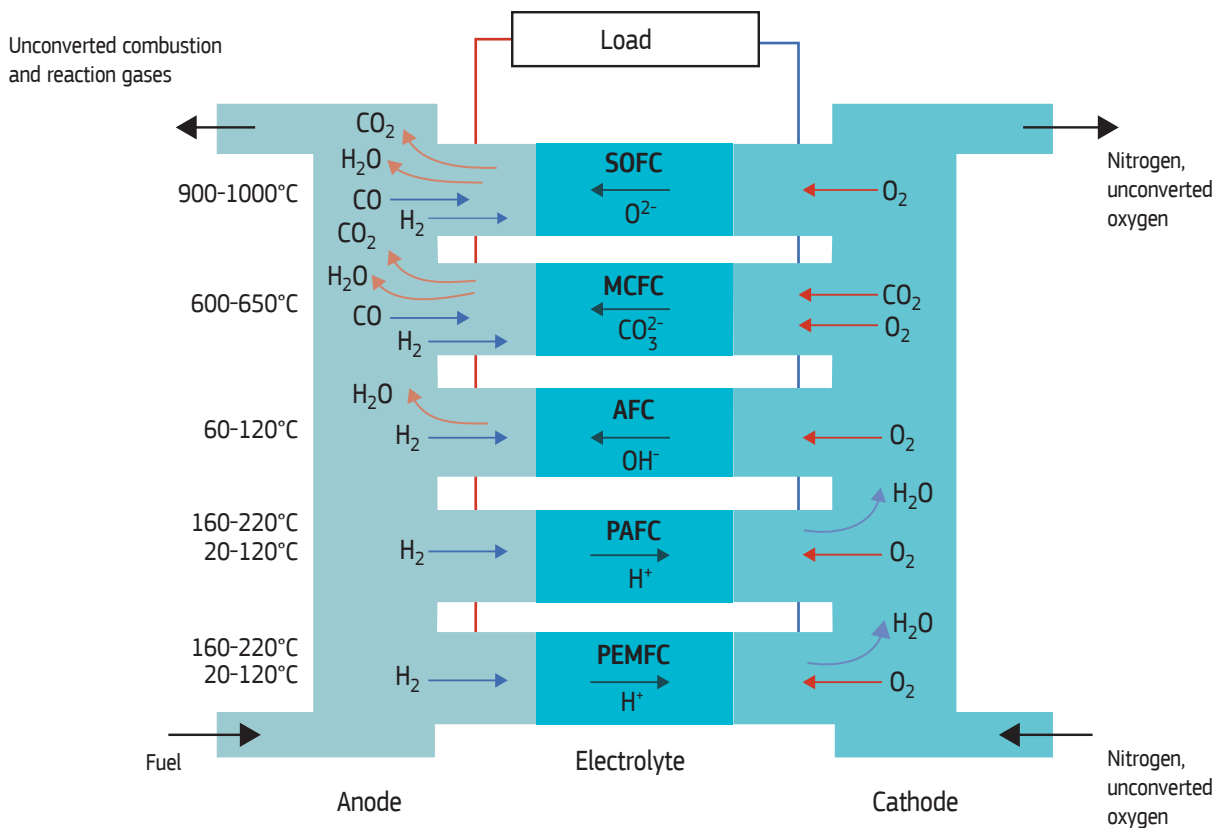 Load
Unconverted combustion
and reaction gases
Nitrogen,
unconverted
oxygen
900-1000°C
CO₂
H₂O
CO
H₂
SOFC
O²⁻
O₂
600-650°C
CO₂
H₂O
CO
H₂
MCFC
CO₃²⁻
CO₂
O₂
60-120°C
H₂O
H₂
AFC
OH⁻
O₂
160-220°C
20-120°C
H₂
PAFC
H⁺
H₂O
O₂
160-220°C
20-120°C
H₂
PEMFC
H⁺
H₂O
O₂
Fuel
Anode
Electrolyte
Cathode
Nitrogen,
unconverted
oxygen